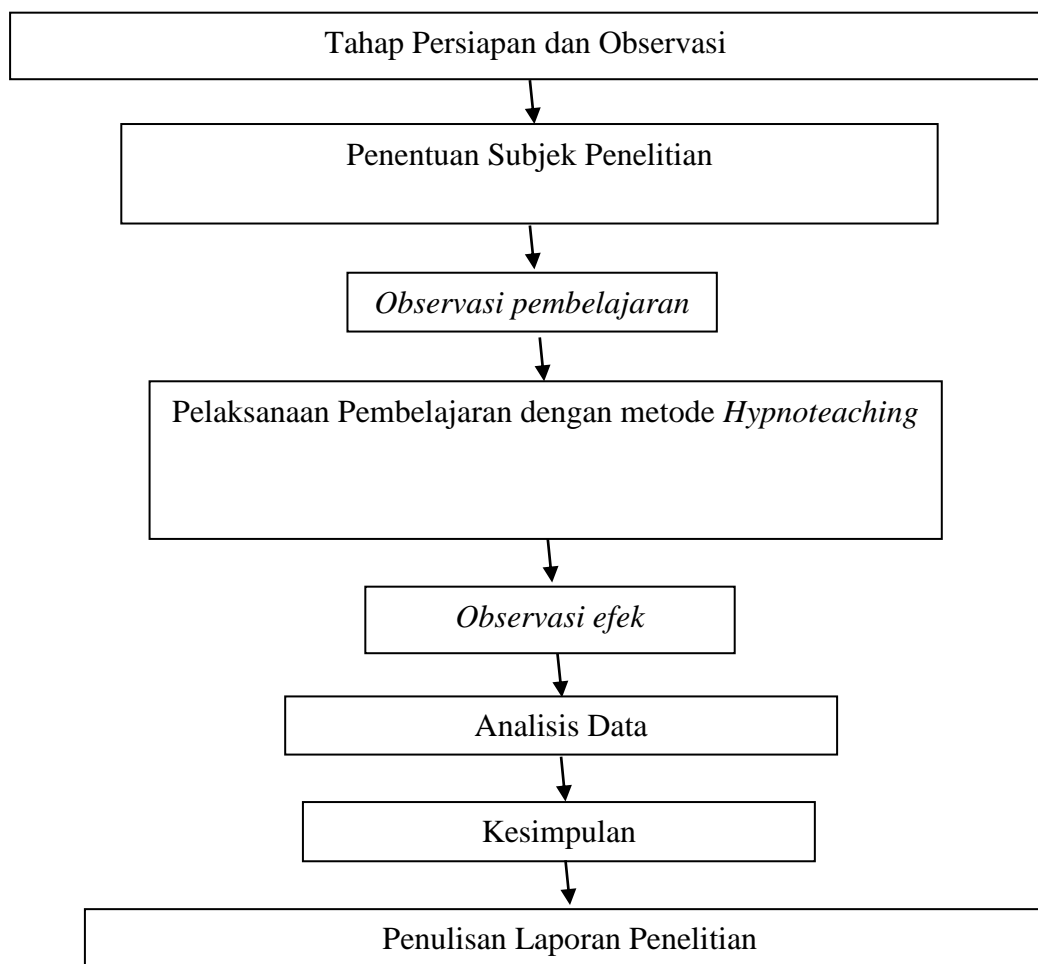 Tahap Persiapan dan Observasi
Penentuan Subjek Penelitian
Observasi pembelajaran
Pelaksanaan Pembelajaran dengan metode Hypnoteaching
Observasi efek
Analisis Data
Kesimpulan
Penulisan Laporan Penelitian